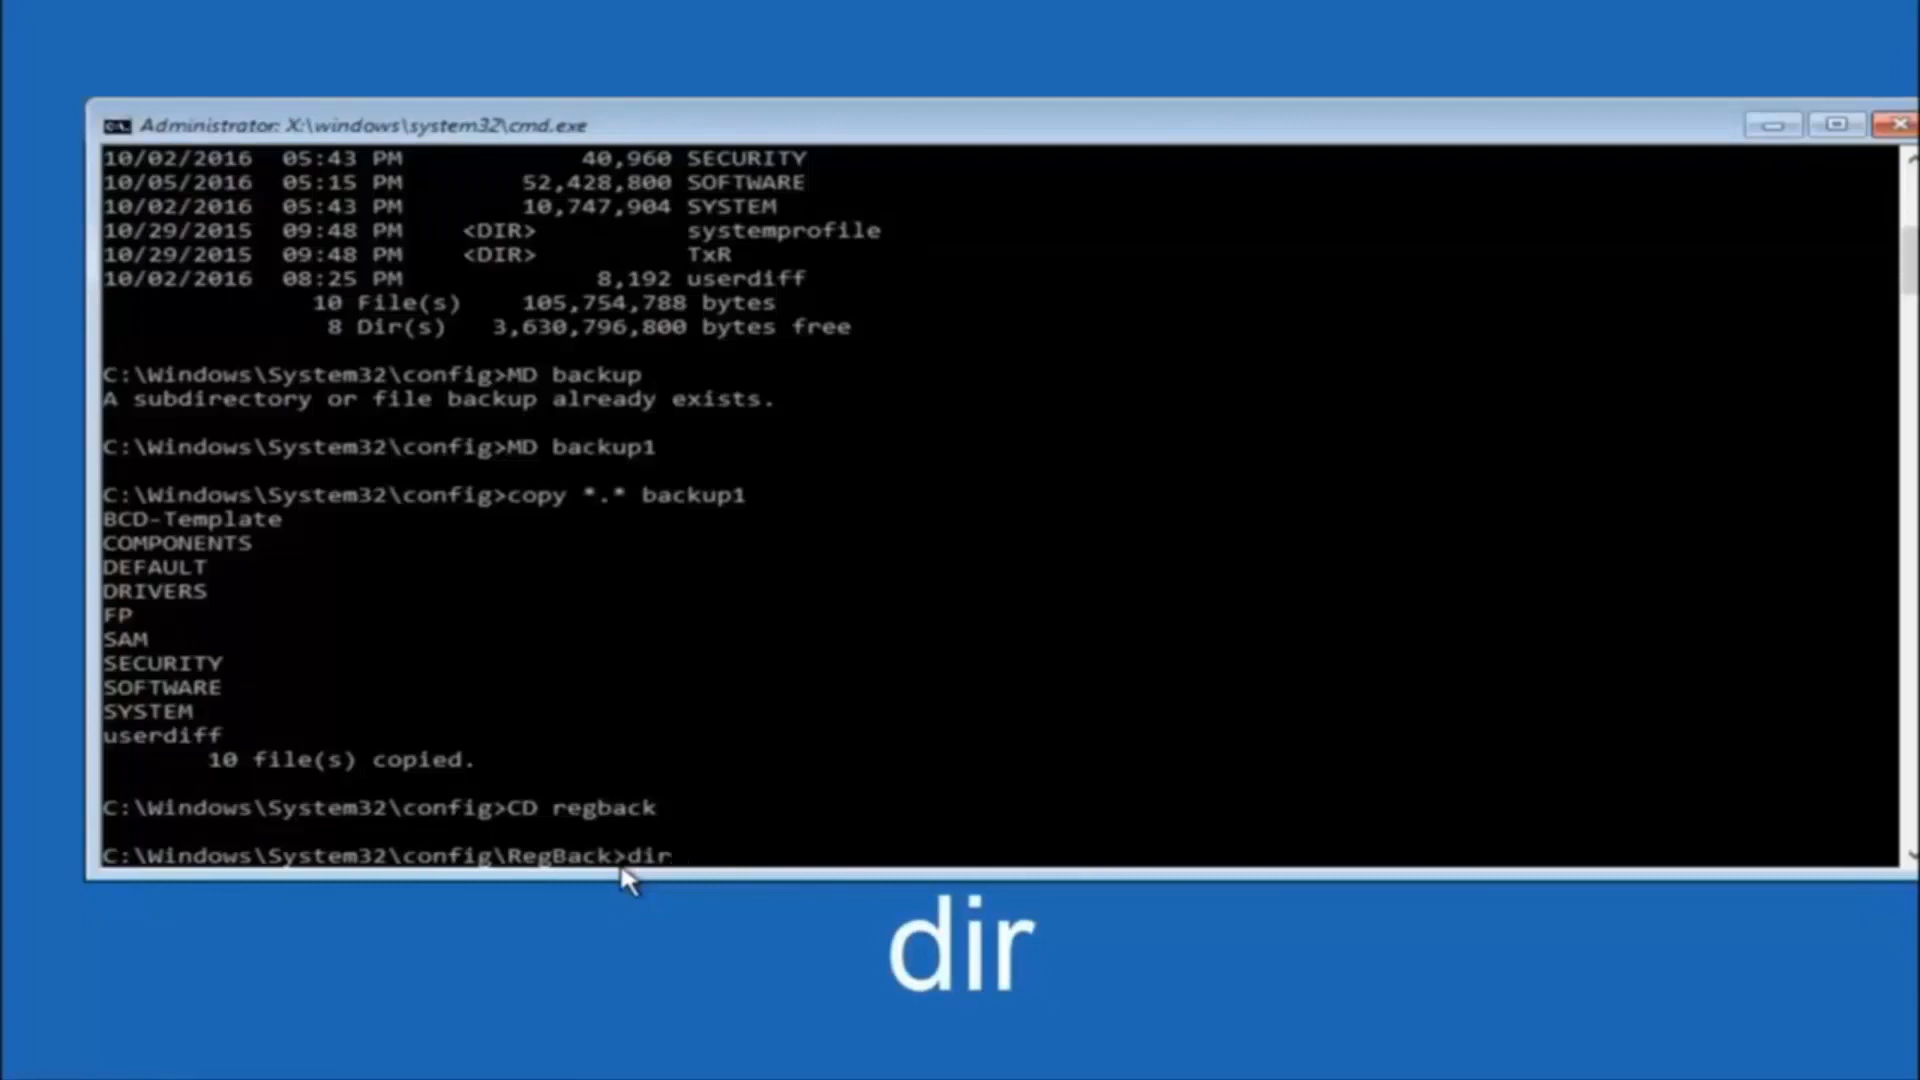 Administrator: X:\windows\system32\cmd.exe
10/02/2016  05:43 PM            40,960 SECURITY
10/05/2016  05:15 PM        52,428,800 SOFTWARE
10/02/2016  05:43 PM        10,747,904 SYSTEM
10/29/2015  09:48 PM    <DIR>          systemprofile
10/29/2015  09:48 PM    <DIR>          TxR
10/02/2016  08:25 PM             8,192 userdiff
              10 File(s)    105,754,788 bytes
               8 Dir(s)   3,630,796,800 bytes free
C:\Windows\System32\config>MD backup
A subdirectory or file backup already exists.
C:\Windows\System32\config>MD backup1
C:\Windows\System32\config>copy *.* backup1
BCD-Template
COMPONENTS
DEFAULT
DRIVERS
FP
SAM
SECURITY
SOFTWARE
SYSTEM
userdiff
       10 file(s) copied.
C:\Windows\System32\config>CD regback
C:\Windows\System32\config\RegBack>dir
dir